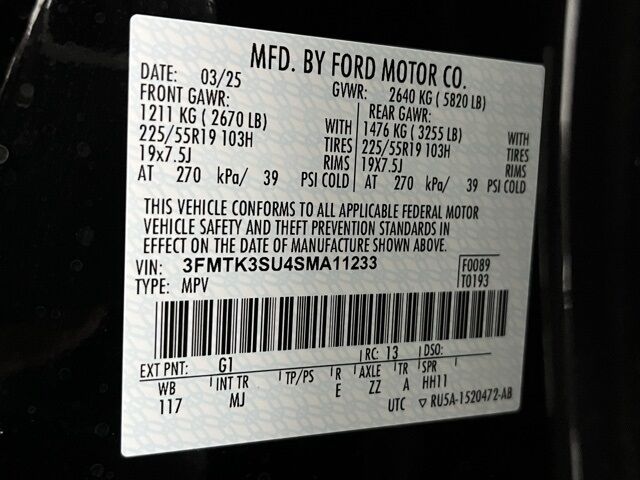 MFD. BY FORD MOTOR CO.
DATE: 03/25 GVWR: 2640 KG ( 5820 LB)
FRONT GAWR: REAR GAWR:
1211 KG ( 2670 LB) WITH 1476 KG ( 3255 LB) WITH
225/55R19 103H TIRES 225/55R19 103H TIRES
19x7.5J RIMS 19X7.5J RIMS
AT 270 kPa/ 39 PSI COLD AT 270 kPa/ 39 PSI COLD
THIS VEHICLE CONFORMS TO ALL APPLICABLE FEDERAL MOTOR
VEHICLE SAFETY AND THEFT PREVENTION STANDARDS IN
EFFECT ON THE DATE OF MANUFACTURE SHOWN ABOVE.
VIN: 3FMTK3SU4SMA11233 F0089
TYPE: MPV T0193
EXT PNT: G1 RC: 13 DSO:
WB INT TR TP/PS R AXLE TR SPR
117 MJ E ZZ A HH11
UTC ▽ RU5A-1520472-AB